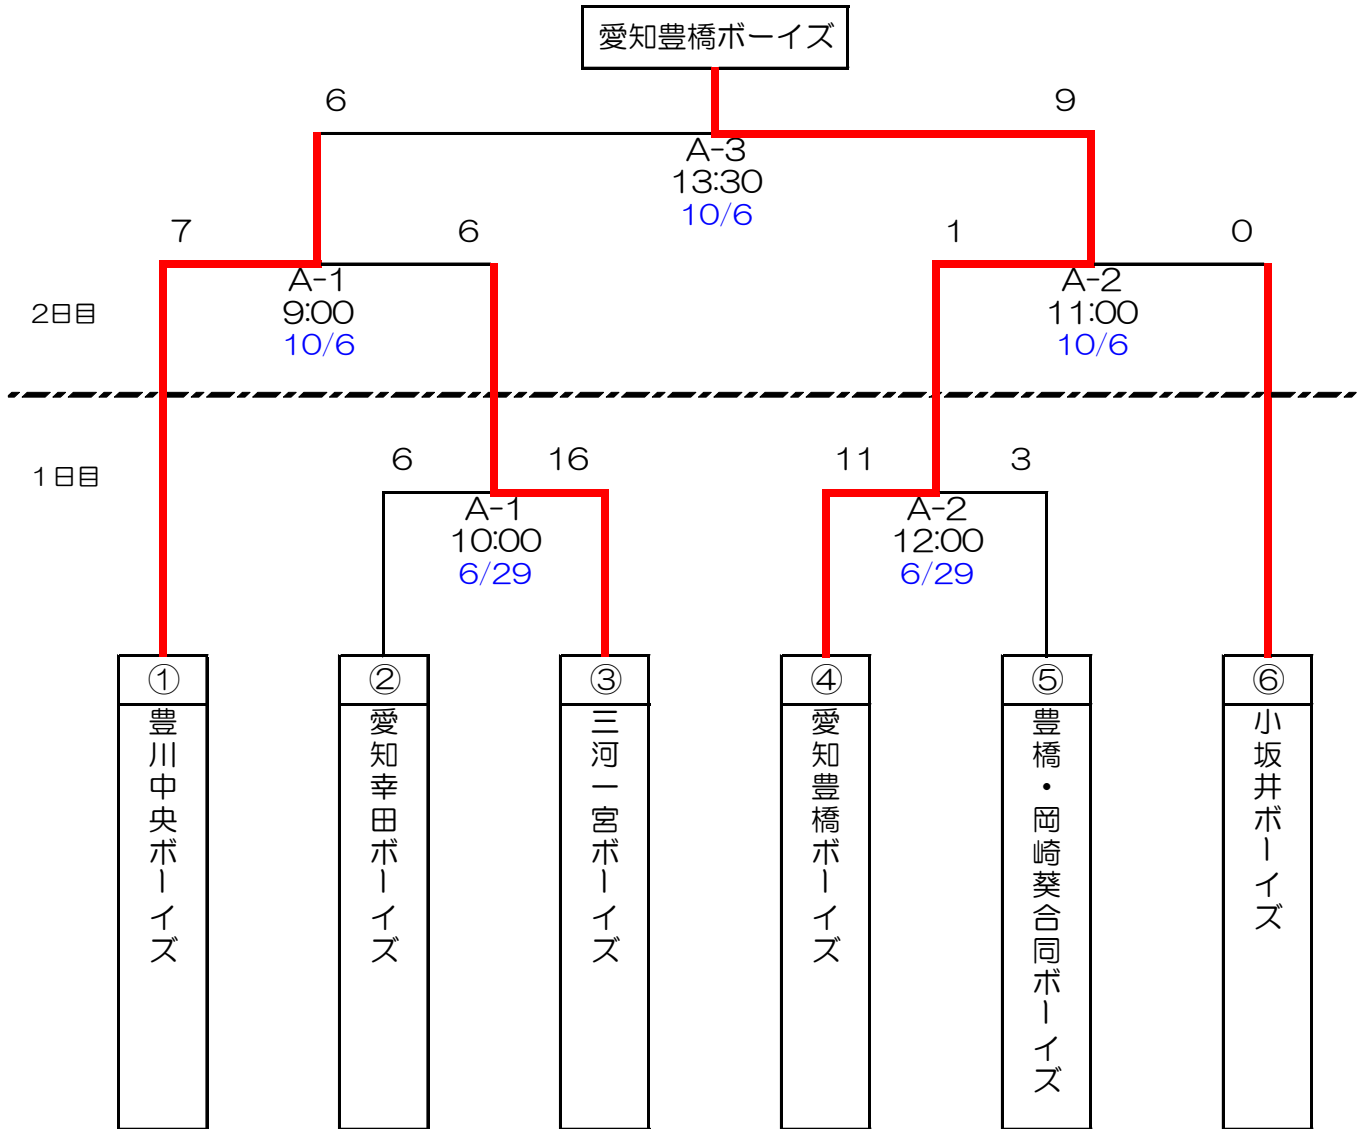 愛知豊橋ボーイズ
6
9
A-3
13:30
10/6
7
6
1
0
A-1
9:00
10/6
A-2
11:00
10/6
2日目
1日目
6
16
11
3
A-1
10:00
6/29
A-2
12:00
6/29
①
②
③
④
⑤
⑥
豊川中央ボーイズ
愛知幸田ボーイズ
三河一宮ボーイズ
愛知豊橋ボーイズ
豊橋・岡崎葵合同ボーイズ
小坂井ボーイズ